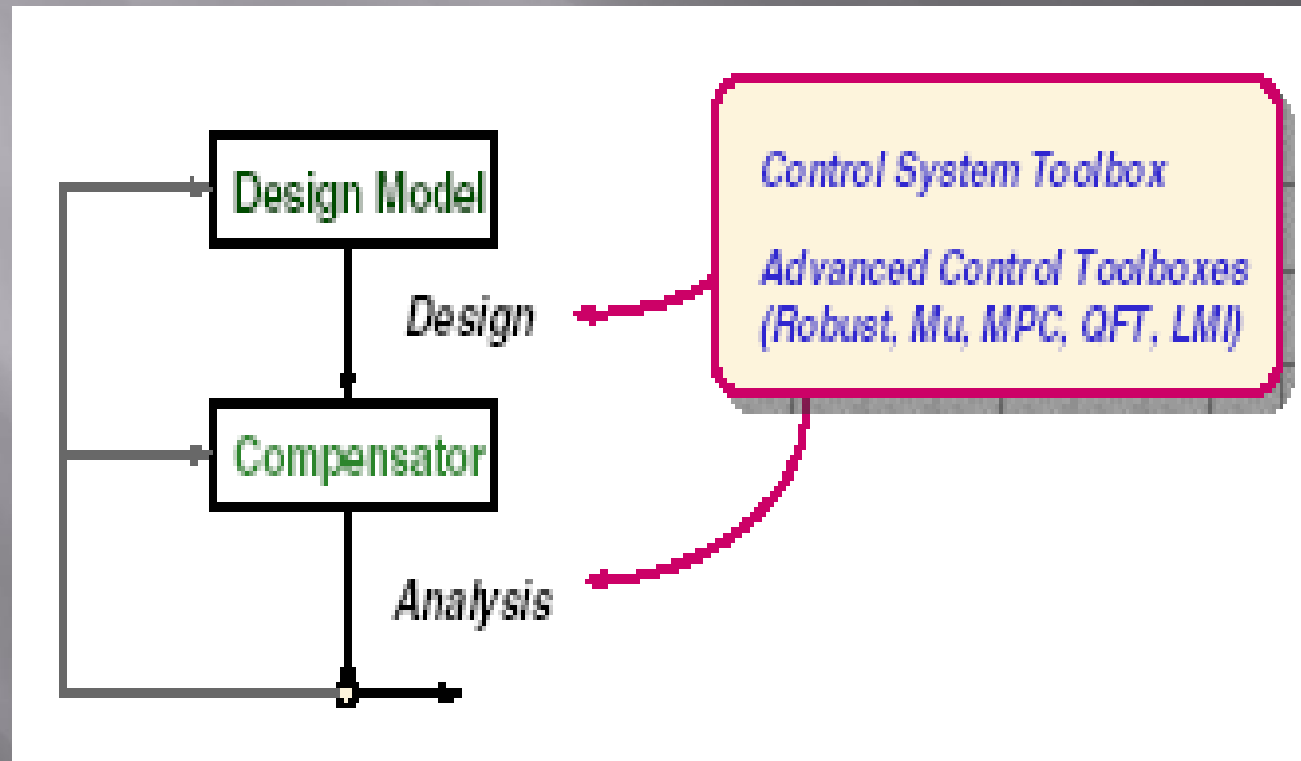 Design Model
Design
Compensator
Analysis
Control System Toolbox
Advanced Control Toolboxes
(Robust, Mu, MPC, QFT, LMI)